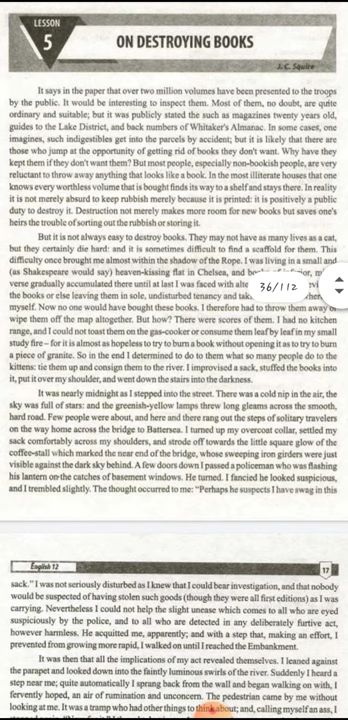 LESSON
5
ON DESTROYING BOOKS
J. C. Squire
It says in the paper that over two million volumes have been presented to the troops
by the public. It would be interesting to inspect them. Most of them, no doubt, are quite
ordinary and suitable; but it was publicly stated the such as magazines twenty years old,
guides to the Lake District, and back numbers of Whitaker's Almanac. In some cases, one
imagines, such indigestibles get into the parcels by accident; but it is likely that there are
those who jump at the opportunity of getting rid of books they don't want. Why have they
kept them if they don't want them? But most people, especially non-bookish people, are very
reluctant to throw away anything that looks like a book. In the most illiterate houses that one
knows every worthless volume that is bought finds its way to a shelf and stays there. In reality
it is not merely absurd to keep rubbish merely because it is printed: it is positively a public
duty to destroy it. Destruction not merely makes more room for new books but saves one's
heirs the trouble of sorting out the rubbish or storing it.
But it is not always easy to destroy books. They may not have as many lives as a cat,
but they certainly die hard: and it is sometimes difficult to find a scaffold for them. This
difficulty once brought me almost within the Shadow of the Rope. I was living in a small and
(as Shakespeare would say) heaven-kissing flat in Chelsea, and
verse gradually accumulated there until at last I was faced with 36/112
the books or else leaving them in sole, undisturbed tenancy and
myself. Now no one would have bought these books. I therefore had to throw them away or
wipe them off the map altogether. But how? There were scores of them. I had no kitchen
range, and I could not toast them on the gas-cooker or consume them leaf by leaf in my small
study fire – for it is almost as hopeless to try to burn a book without opening it as to try to burn
a piece of granite. So in the end I determined to do to them what so many people do to the
kittens: tie them up and consign them to the river. I improvised a sack, stuffed the books into
it, put it over my shoulder, and went down the stairs into the darkness.
It was nearly midnight as I stepped into the street. There was a cold nip in the air, the
sky was full of stars: and the greenish-yellow lamps threw long gleams across the smooth,
hard road. Few people were about, and here and there rang out the steps of solitary travelers
on the way home across the bridge to Battersea. I turned up my overcoat collar, settled my
sack comfortably across my shoulders, and strode off towards the little square glow of the
coffee-stall which marked the near end of the bridge, whose sweeping iron girders were just
visible against the dark sky behind. A few doors down I passed a policeman who was flashing
his lantern on the catches of basement windows. He turned. I fancied he looked suspicious,
and I trembled slightly. The thought occurred to me: "Perhaps he suspects I have swag in this
English 12
17
sack." I was not seriously disturbed as I knew that I could bear investigation, and that nobody
would be suspected of having stolen such goods (though they were all first editions) as I was
carrying. Nevertheless I could not help the slight unease which comes to all who are eyed
suspiciously by the police, and to all who are detected in any deliberately furtive act,
however harmless. He acquitted me, apparently; and with a step that, making an effort, I
prevented from growing more rapid, I walked on until I reached the Embankment.
It was then that all the implications of my act revealed themselves. I leaned against
the parapet and looked down into the faintly luminous swirls of the river. Suddenly I heard a
step near me; quite automatically I sprang back from the wall and began walking on with, I
fervently hoped, an air of rumination and unconcern. The pedestrian came by me without
looking at me. It was a tramp who had other things to think about; and, calling myself an ass, I